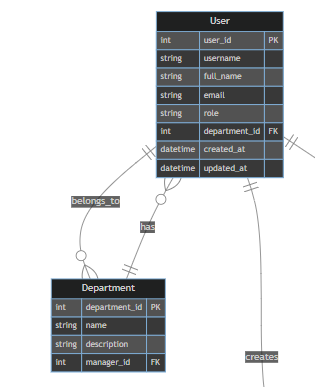 User
int user_id PK
string username
string full_name
string email
string role
int department_id FK
datetime created_at
datetime updated_at
belongs_to
has
Department
int department_id PK
string name
string description
int manager_id FK
creates